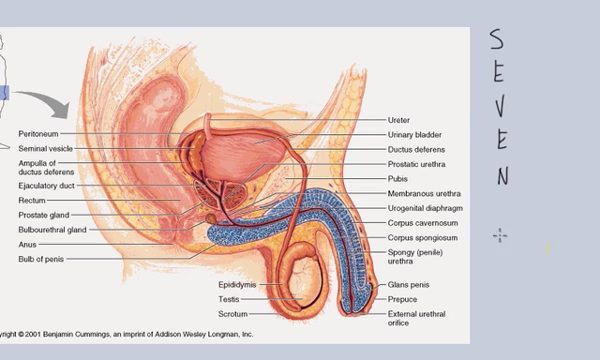 Peritoneum
Seminal vesicle
Ampulla of
ductus deferens
Ejaculatory duct
Rectum
Prostate gland
Bulbourethral gland
Anus
Bulb of penis
Ureter
Urinary bladder
Ductus deferens
Prostatic urethra
Pubis
Membranous urethra
Urogenital diaphragm
Corpus cavernosum
Corpus spongiosum
Spongy (penile)
urethra
Epididymis
Testis
Scrotum
Glans penis
Prepuce
External urethral
orifice
yright © 2001 Benjamin Cummings, an imprint of Addison Wesley Longman, Inc.
S
E
V
E
N